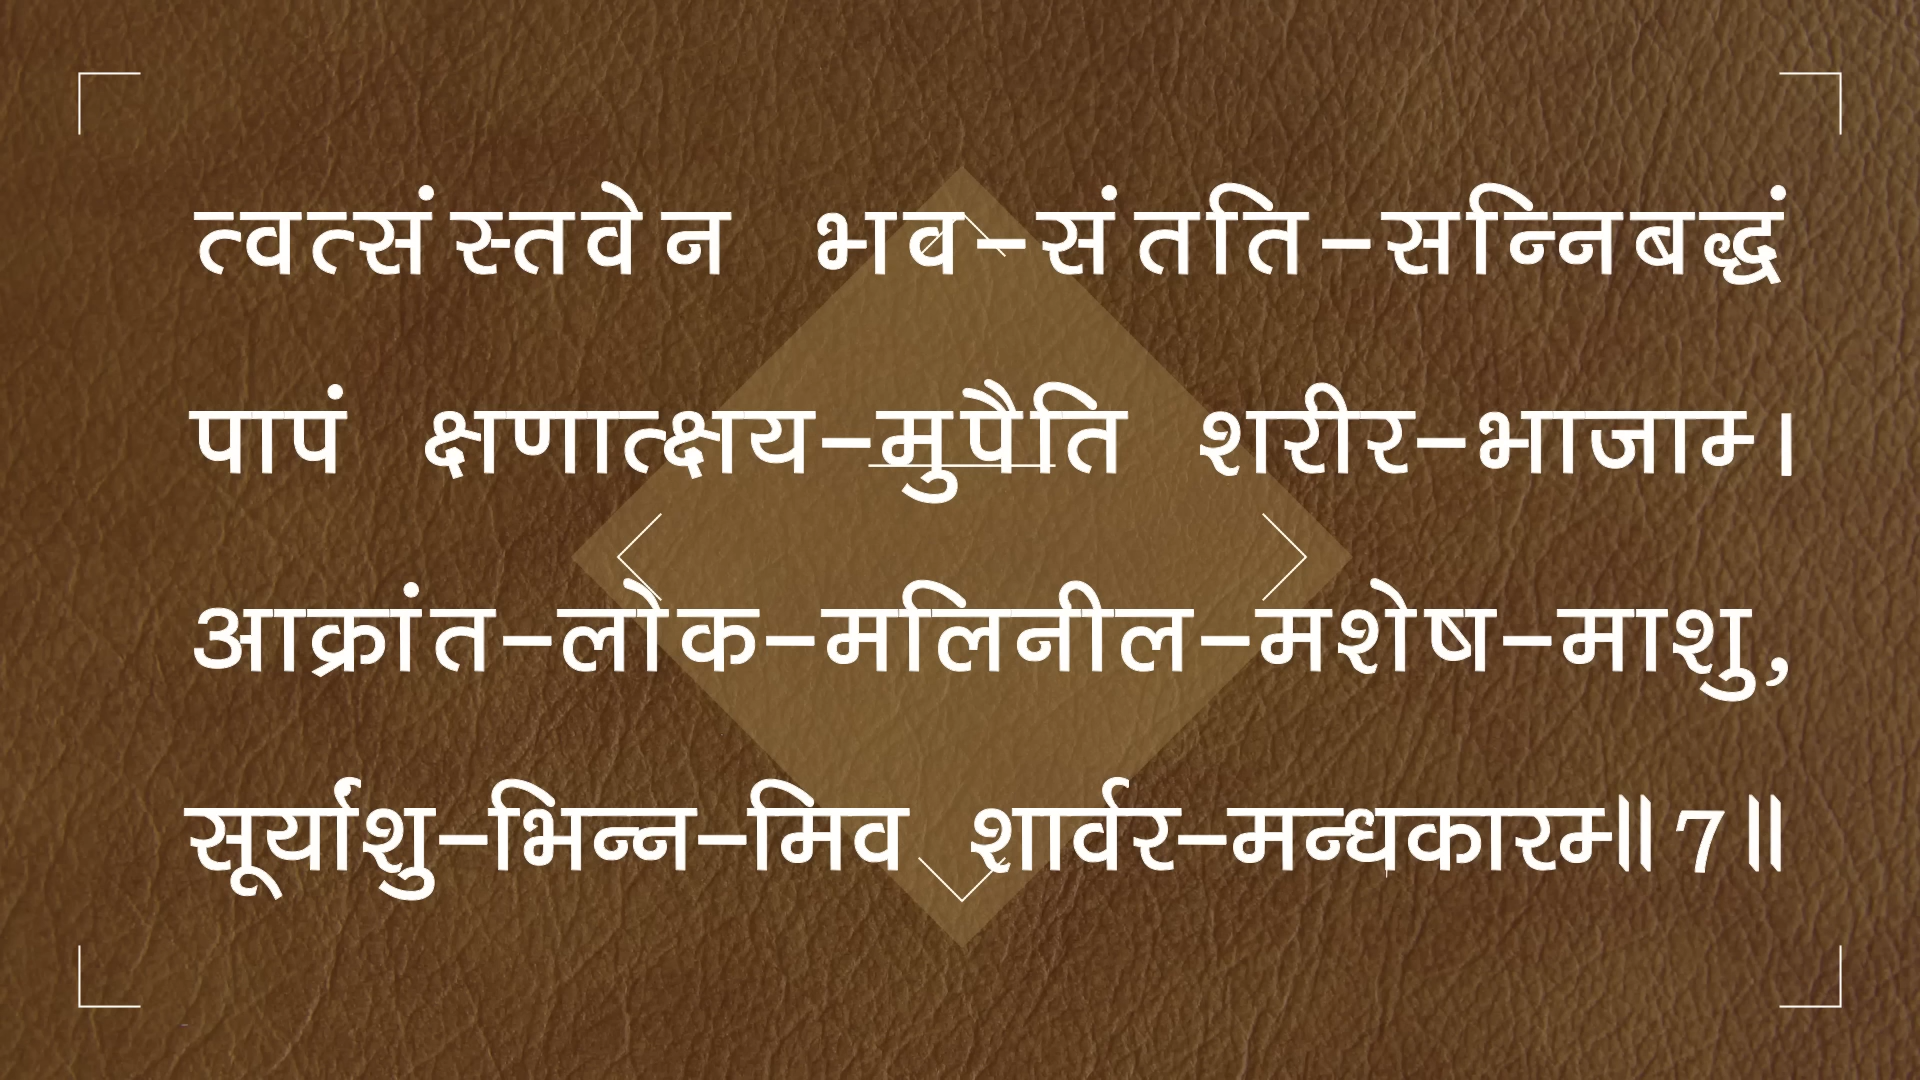 त्वत्संस्तवेन भव-संतति-सन्निबद्धं
पापं क्षणात्क्षय-मुपैति शरीर-भाजाम्।
आक्रांत-लोक-मलिनील-मशेष-माशु,
सूर्यांशु-भिन्न-मिव शार्वर-मन्धकारम्॥7॥